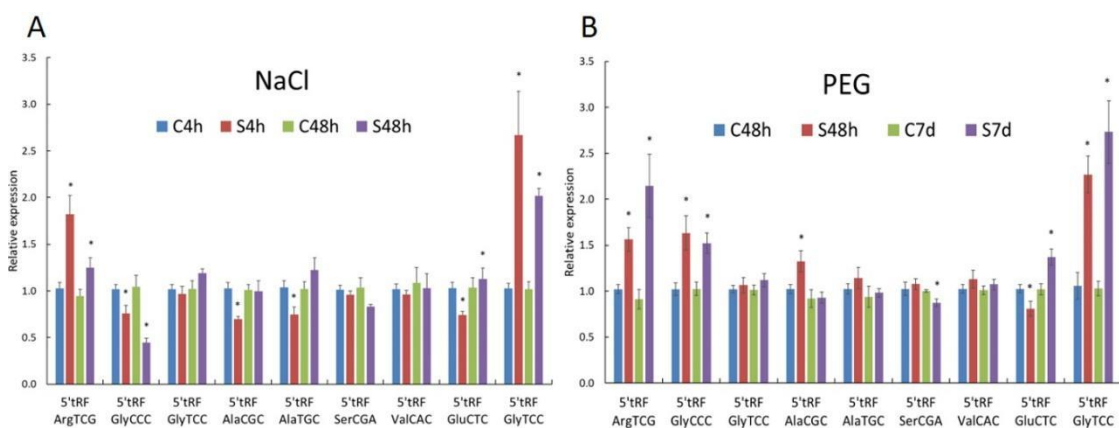 A
NaCl
C4h S4h C48h S48h
Relative expression
3.5
3.0
2.5
2.0
1.5
1.0
0.5
0.0
* * * * * * * * * *
5'tRF 5'tRF 5'tRF 5'tRF 5'tRF 5'tRF 5'tRF 5'tRF 5'tRF
ArgTCG GlyCCC GlyTCC AlaCGC AlaTGC SerCGA ValCAC GluCTC GlyTCC
B
PEG
C48h S48h C7d S7d
Relative expression
3.5
3.0
2.5
2.0
1.5
1.0
0.5
0.0
* * * * * * * * * *
5'tRF 5'tRF 5'tRF 5'tRF 5'tRF 5'tRF 5'tRF 5'tRF 5'tRF
ArgTCG GlyCCC GlyTCC AlaCGC AlaTGC SerCGA ValCAC GluCTC GlyTCC